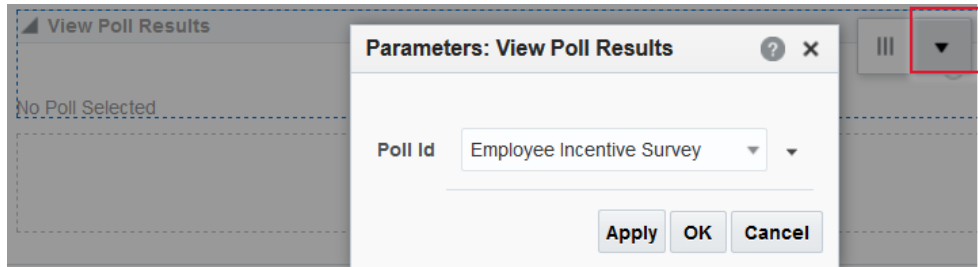 View Poll Results
Parameters: View Poll Results
No Poll Selected
Poll Id Employee Incentive Survey
Apply OK Cancel